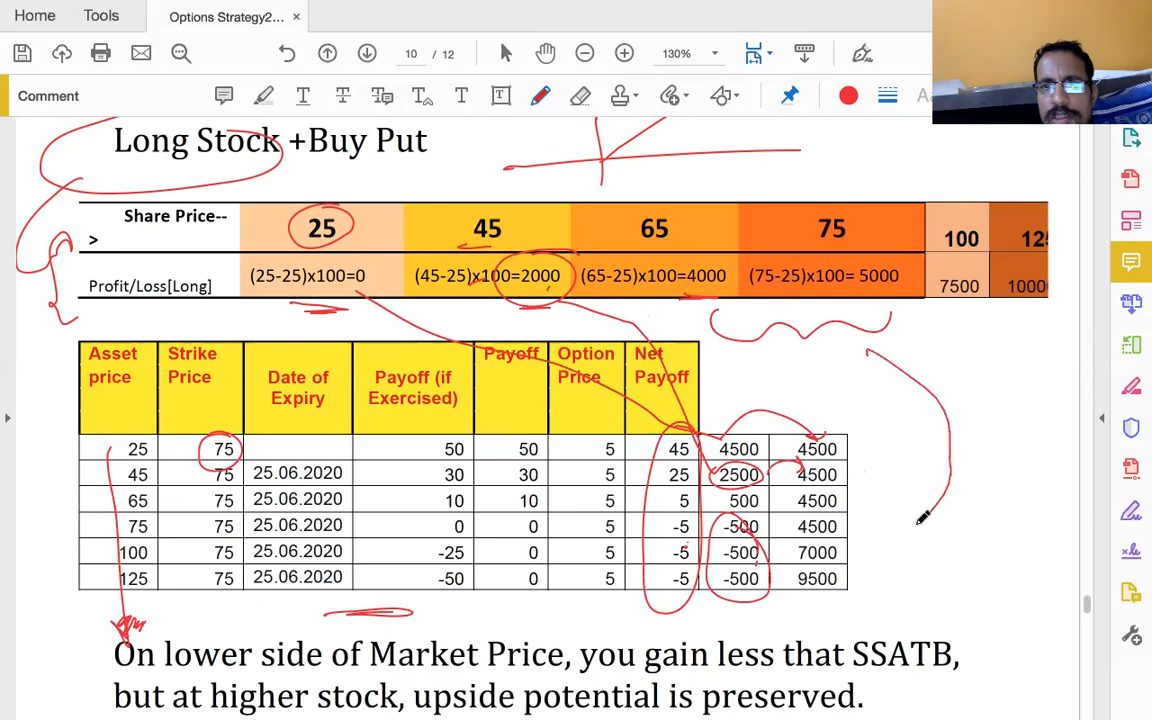 Home Tools Options Strategy2... ×
10 / 12 130%
Comment
Long Stock +Buy Put
Share Price--> 25 45 65 75 100 125
Profit/Loss[Long] (25-25)x100=0 (45-25)x100=2000 (65-25)x100=4000 (75-25)x100= 5000 7500 1000
Asset price Strike Price Date of Expiry Payoff (if Exercised) Payoff Option Price Net Payoff
25 75 50 50 5 45 4500 4500
45 75 25.06.2020 30 30 5 25 2500 4500
65 75 25.06.2020 10 10 5 5 500 4500
75 75 25.06.2020 0 0 5 -5 -500 4500
100 75 25.06.2020 -25 0 5 -5 -500 7000
125 75 25.06.2020 -50 0 5 -5 -500 9500
On lower side of Market Price, you gain less that SSATB,
but at higher stock, upside potential is preserved.